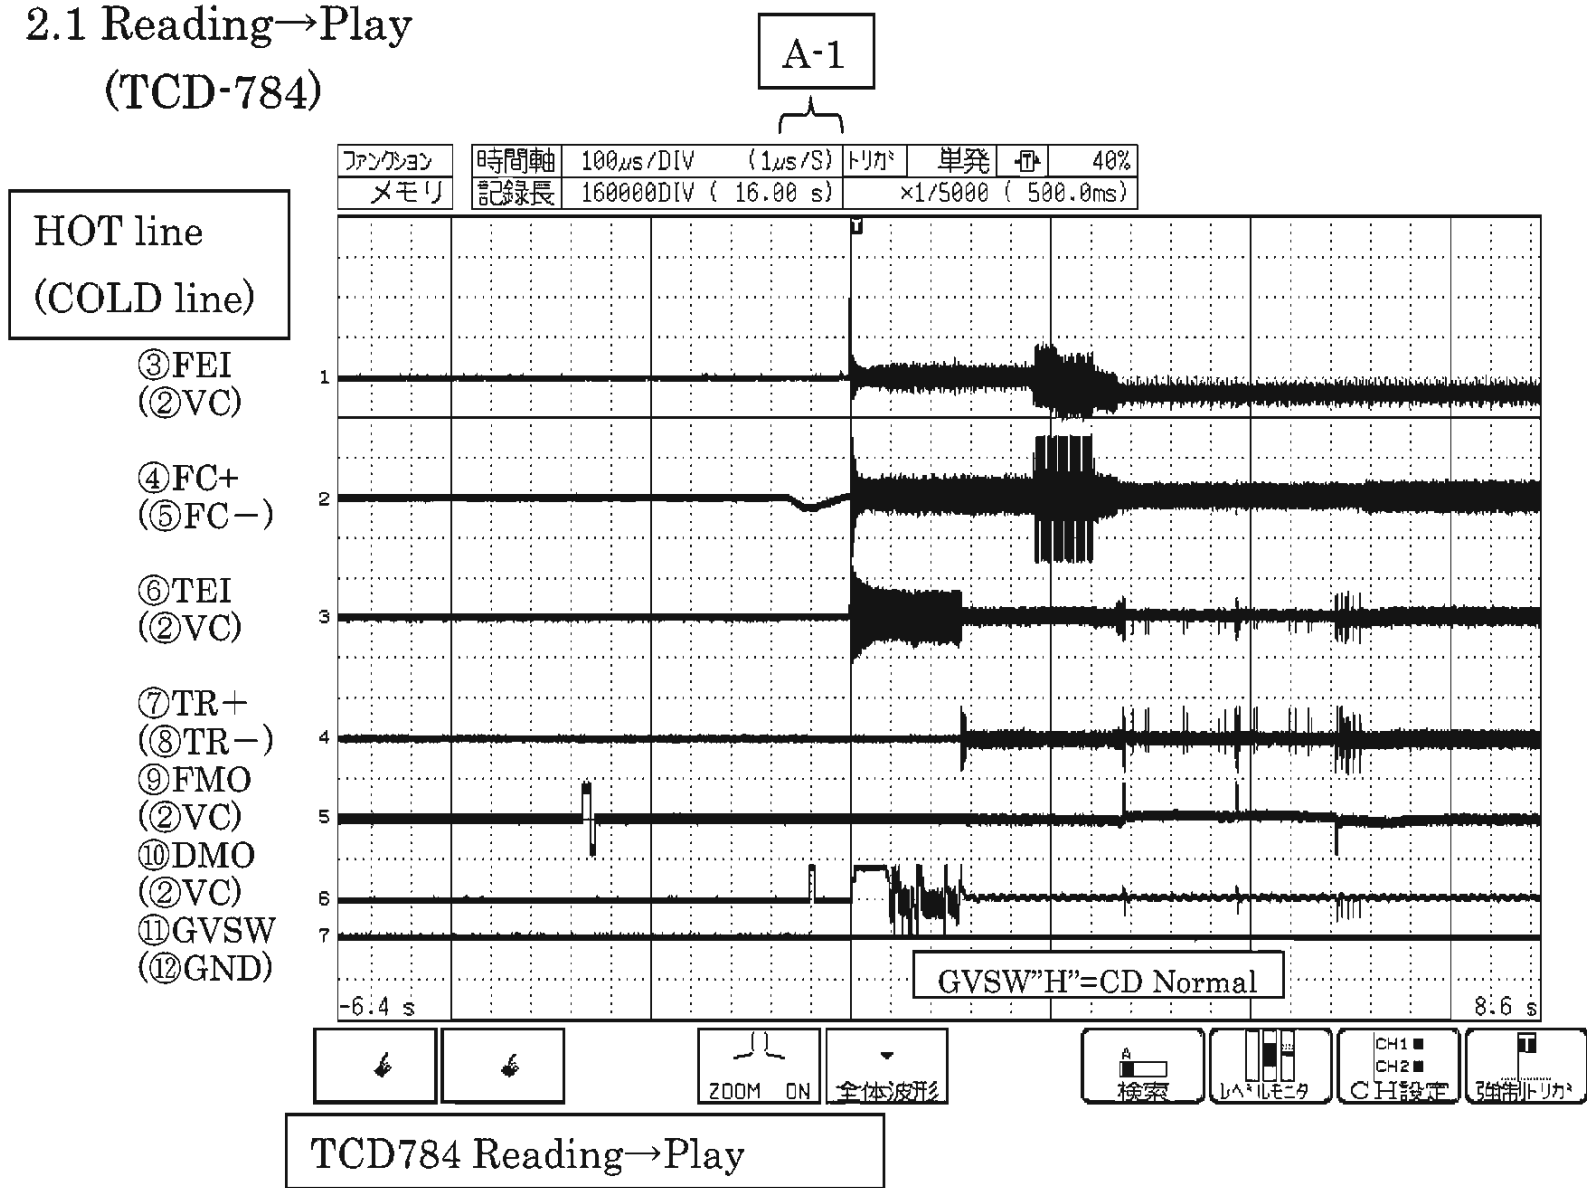 2.1 Reading→Play
(TCD-784)
A-1
ファンクション 時間軸 100μs/DIV (1μs/S) トリガ 単発 T 40%
メモリ 記録長 160000DIV ( 16.00 s) ×1/5000 ( 500.0ms)
HOT line
(COLD line)
T
③FEI
(②VC)
1
④FC+
(⑤FC−)
2
⑥TEI
(②VC)
3
⑦TR+
(⑧TR−)
4
⑨FMO
(②VC)
5
⑩DMO
(②VC)
6
⑪GVSW
(⑫GND)
7
GVSW”H”=CD Normal
-6.4 s 8.6 s
ZOOM ON
全体波形
A
検索
レベルモニタ
CH1
CH2
CH設定
T
強制トリガ
TCD784 Reading→Play